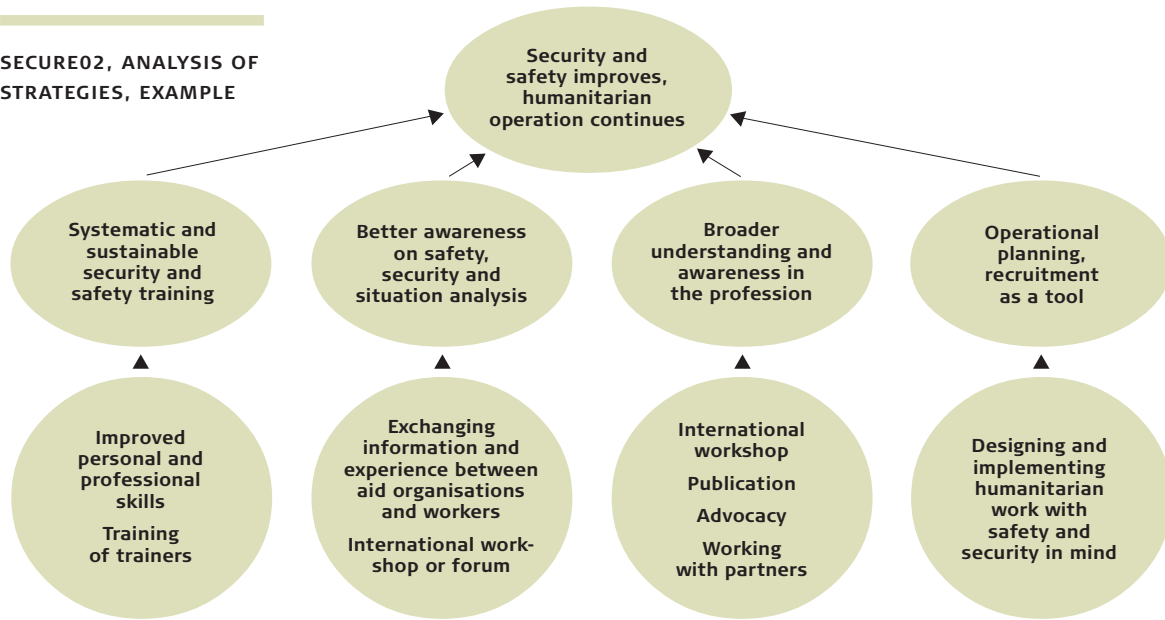 SECURE02, ANALYSIS OF
STRATEGIES, EXAMPLE
Security and
safety improves,
humanitarian
operation continues
Systematic and
sustainable
security and
safety training
Better awareness
on safety,
security and
situation analysis
Broader
understanding and
awareness in
the profession
Operational
planning,
recruitment
as a tool
Improved
personal and
professional
skills
Training
of trainers
Exchanging
information and
experience between
aid organisations
and workers
International work-
shop or forum
International
workshop
Publication
Advocacy
Working
with partners
Designing and
implementing
humanitarian
work with
safety and
security in mind